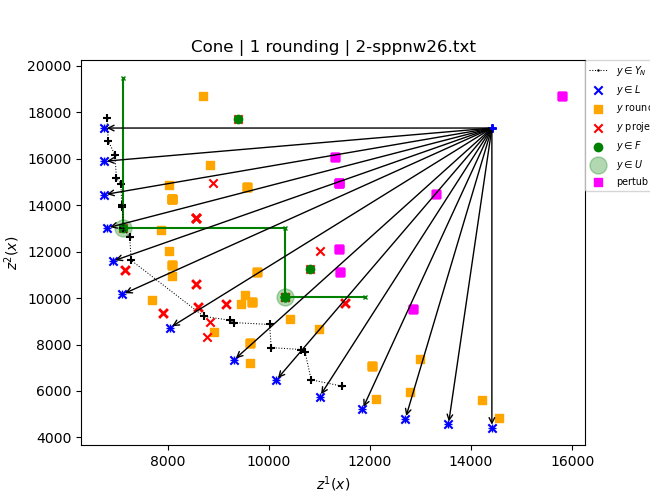 Cone | 1 rounding | 2-sppnw26.txt
20000
18000
16000
14000
12000
10000
8000
6000
4000
z²(x)
8000 10000 12000 14000 16000
z¹(x)
y ∈ Y_N
y ∈ L
y roun
y proje
y ∈ F
y ∈ U
pertub